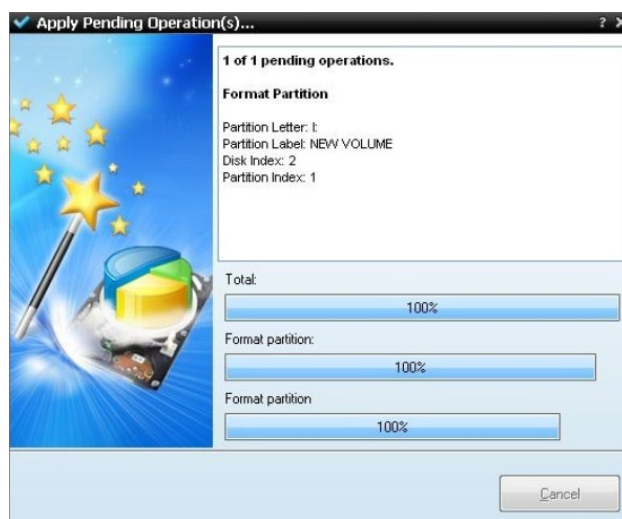 Apply Pending Operation(s)...
? X
1 of 1 pending operations.
Format Partition
Partition Letter: I:
Partition Label: NEW VOLUME
Disk Index: 2
Partition Index: 1
Total:
100%
Format partition:
100%
Format partition
100%
Cancel